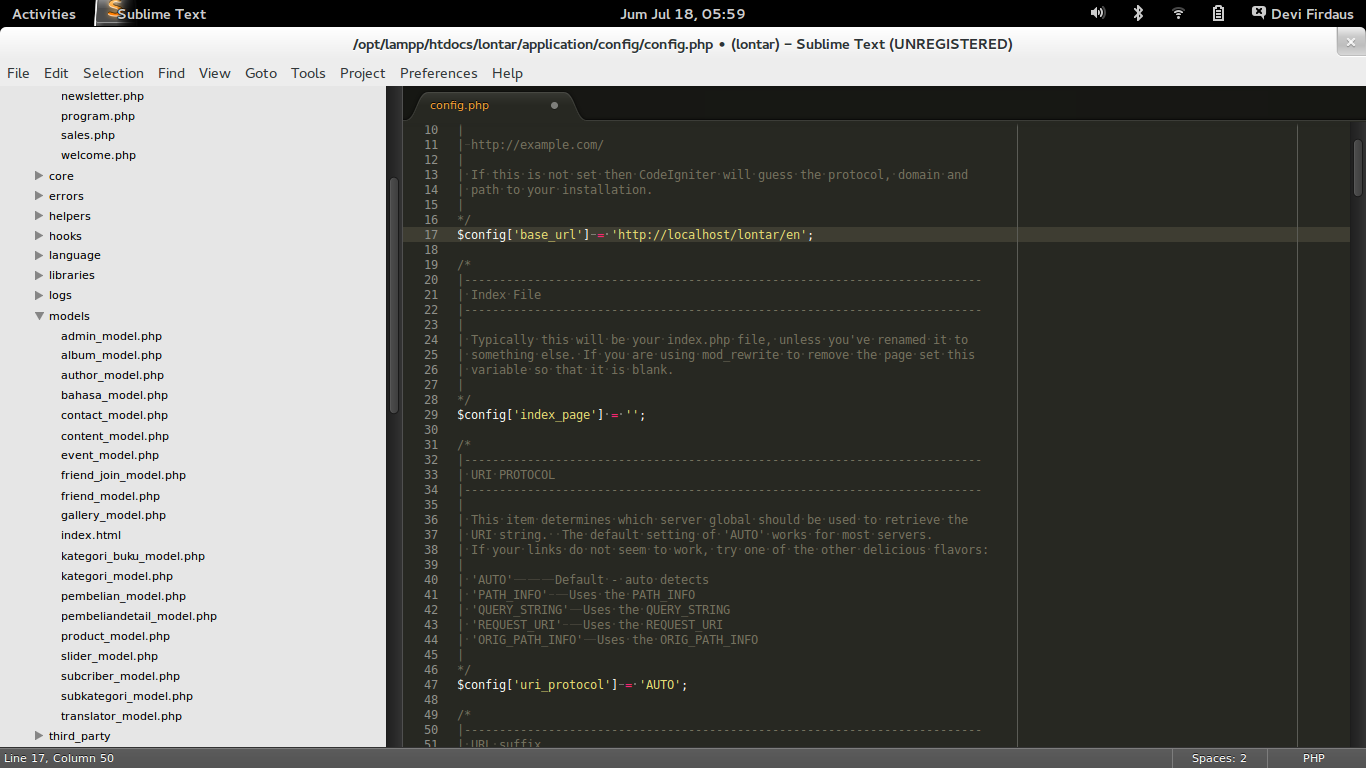 Activities Sublime Text Jum Jul 18, 05:59 Devi Firdaus
/opt/lampp/htdocs/lontar/application/config/config.php • (lontar) – Sublime Text (UNREGISTERED)
File Edit Selection Find View Goto Tools Project Preferences Help
newsletter.php
program.php
sales.php
welcome.php
core
errors
helpers
hooks
language
libraries
logs
models
admin_model.php
album_model.php
author_model.php
bahasa_model.php
contact_model.php
content_model.php
event_model.php
friend_join_model.php
friend_model.php
gallery_model.php
index.html
kategori_buku_model.php
kategori_model.php
pembelian_model.php
pembeliandetail_model.php
product_model.php
slider_model.php
subcriber_model.php
subkategori_model.php
translator_model.php
third_party
config.php
10 |
11 | http://example.com/
12 |
13 | If this is not set then CodeIgniter will guess the protocol, domain and
14 | path to your installation.
15 |
16 */
17 $config['base_url'] = 'http://localhost/lontar/en';
18
19 /*
20 |--------------------------------------------------------------------------
21 | Index File
22 |--------------------------------------------------------------------------
23 |
24 | Typically this will be your index.php file, unless you've renamed it to
25 | something else. If you are using mod_rewrite to remove the page set this
26 | variable so that it is blank.
27 |
28 */
29 $config['index_page'] = '';
30
31 /*
32 |--------------------------------------------------------------------------
33 | URI PROTOCOL
34 |--------------------------------------------------------------------------
35 |
36 | This item determines which server global should be used to retrieve the
37 | URI string.  The default setting of 'AUTO' works for most servers.
38 | If your links do not seem to work, try one of the other delicious flavors:
39 |
40 | 'AUTO' Default - auto detects
41 | 'PATH_INFO' Uses the PATH_INFO
42 | 'QUERY_STRING' Uses the QUERY_STRING
43 | 'REQUEST_URI' Uses the REQUEST_URI
44 | 'ORIG_PATH_INFO' Uses the ORIG_PATH_INFO
45 |
46 */
47 $config['uri_protocol'] = 'AUTO';
48
49 /*
50 |--------------------------------------------------------------------------
51 | URL suffix
Line 17, Column 50 Spaces: 2 PHP